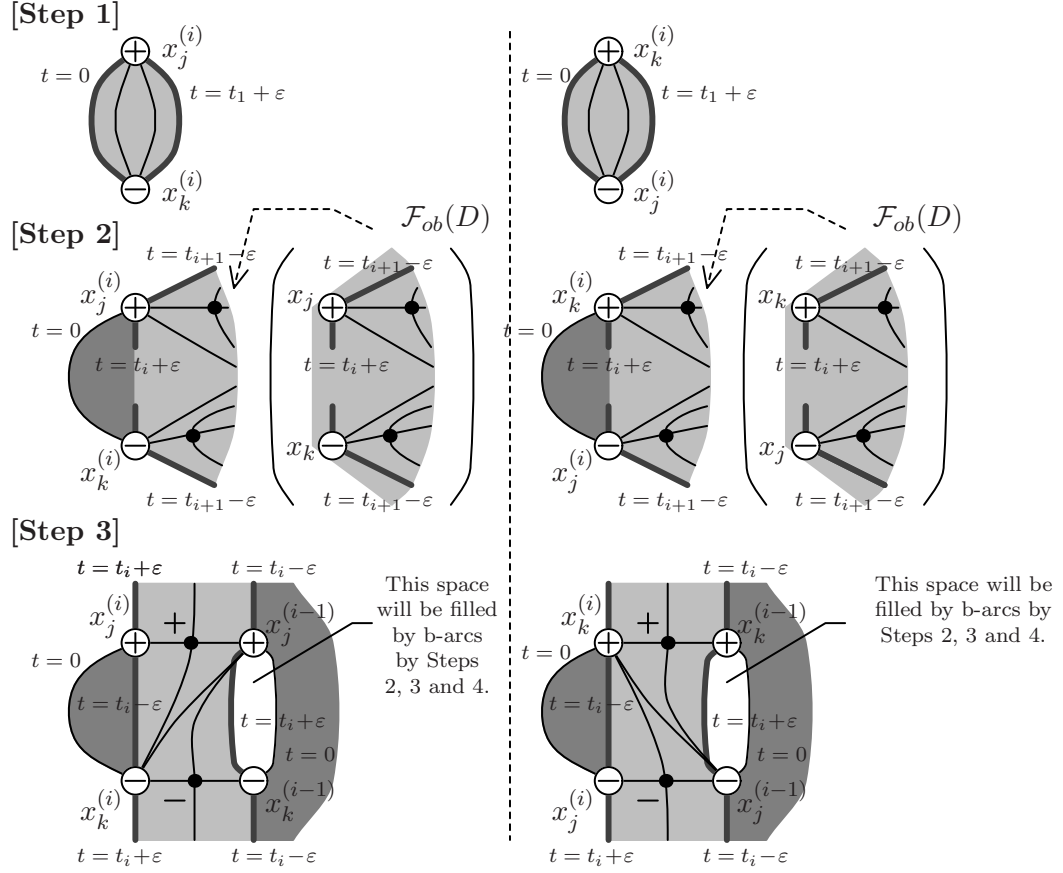 [Step 1]
x_j^{(i)}
t = 0
t = t_1 + ε
x_k^{(i)}
x_k^{(i)}
t = 0
t = t_1 + ε
x_j^{(i)}
[Step 2]
F_{ob}(D)
t = t_{i+1} − ε
x_j^{(i)}
t = 0
t = t_i + ε
x_k^{(i)}
t = t_{i+1} − ε
t = t_{i+1} − ε
x_j
t = t_i + ε
x_k
t = t_{i+1} − ε
F_{ob}(D)
t = t_{i+1} − ε
x_k^{(i)}
t = 0
t = t_i + ε
x_j^{(i)}
t = t_{i+1} − ε
t = t_{i+1} − ε
x_k
t = t_i + ε
x_j
t = t_{i+1} − ε
[Step 3]
t = t_i + ε
t = t_i − ε
x_j^{(i)}
+
x_j^{(i−1)}
t = 0
t = t_i − ε
t = t_i + ε
t = 0
x_k^{(i)}
−
x_k^{(i−1)}
t = t_i + ε
t = t_i − ε
This space
will be filled
by b-arcs
by Steps
2, 3 and 4.
t = t_i − ε
x_k^{(i)}
+
x_k^{(i−1)}
t = 0
t = t_i − ε
t = t_i + ε
t = 0
x_j^{(i)}
−
x_j^{(i−1)}
t = t_i + ε
t = t_i − ε
This space will be
filled by b-arcs by
Steps 2, 3 and 4.